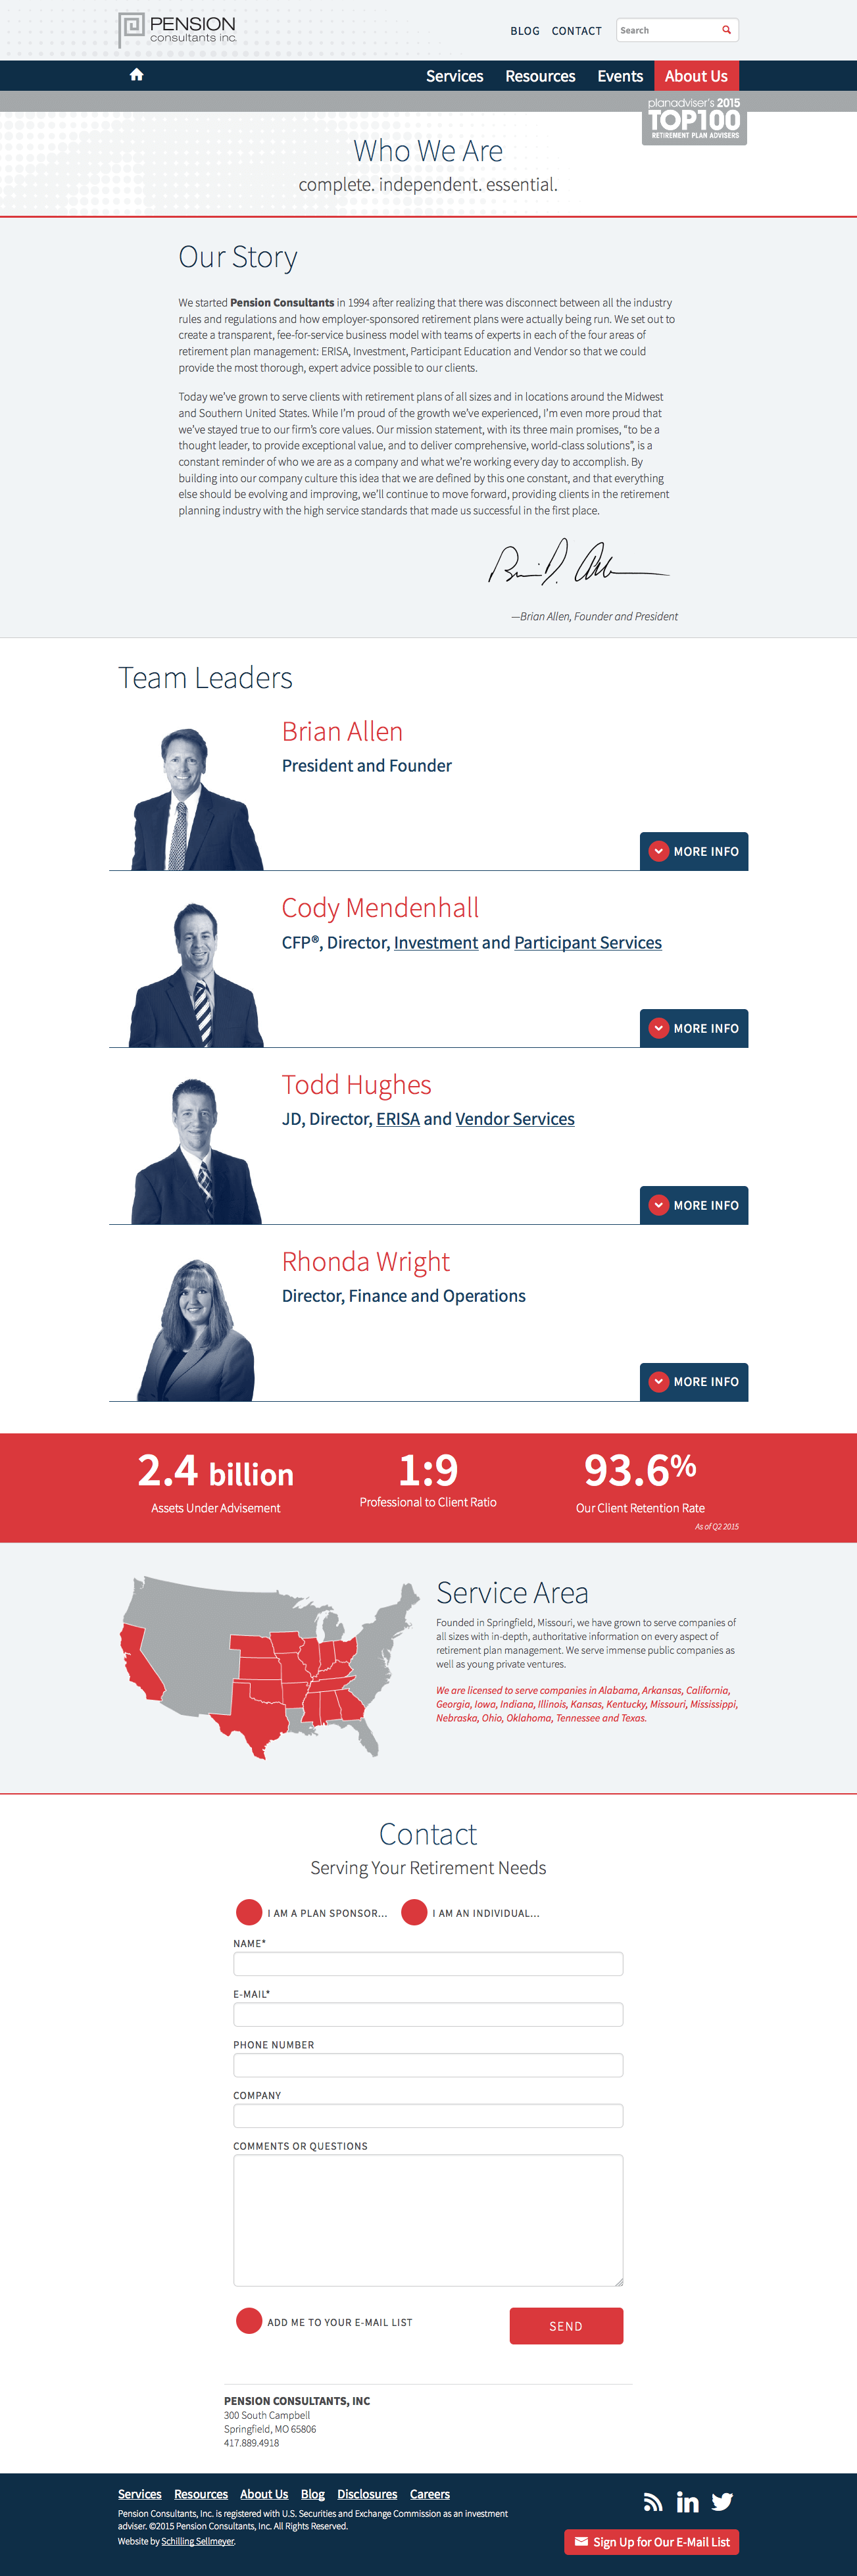 PENSION
consultants inc.
BLOG CONTACT Search
Services Resources Events About Us
planadviser's 2015
TOP100
RETIREMENT PLAN ADVISERS
Who We Are
complete. independent. essential.
Our Story
We started Pension Consultants in 1994 after realizing that there was disconnect between all the industry
rules and regulations and how employer-sponsored retirement plans were actually being run. We set out to
create a transparent, fee-for-service business model with teams of experts in each of the four areas of
retirement plan management: ERISA, Investment, Participant Education and Vendor so that we could
provide the most thorough, expert advice possible to our clients.
Today we've grown to serve clients with retirement plans of all sizes and in locations around the Midwest
and Southern United States. While I'm proud of the growth we've experienced, I'm even more proud that
we've stayed true to our firm's core values. Our mission statement, with its three main promises, "to be a
thought leader, to provide exceptional value, and to deliver comprehensive, world-class solutions", is a
constant reminder of who we are as a company and what we're working every day to accomplish. By
building into our company culture this idea that we are defined by this one constant, and that everything
else should be evolving and improving, we'll continue to move forward, providing clients in the retirement
planning industry with the high service standards that made us successful in the first place.
—Brian Allen, Founder and President
Team Leaders
Brian Allen
President and Founder
MORE INFO
Cody Mendenhall
CFP®, Director, Investment and Participant Services
MORE INFO
Todd Hughes
JD, Director, ERISA and Vendor Services
MORE INFO
Rhonda Wright
Director, Finance and Operations
MORE INFO
2.4 billion 1:9 93.6%
Assets Under Advisement Professional to Client Ratio Our Client Retention Rate
As of Q2 2015
Service Area
Founded in Springfield, Missouri, we have grown to serve companies of
all sizes with in-depth, authoritative information on every aspect of
retirement plan management. We serve immense public companies as
well as young private ventures.
We are licensed to serve companies in Alabama, Arkansas, California,
Georgia, Iowa, Indiana, Illinois, Kansas, Kentucky, Missouri, Mississippi,
Nebraska, Ohio, Oklahoma, Tennessee and Texas.
Contact
Serving Your Retirement Needs
I AM A PLAN SPONSOR... I AM AN INDIVIDUAL...
NAME*
E-MAIL*
PHONE NUMBER
COMPANY
COMMENTS OR QUESTIONS
ADD ME TO YOUR E-MAIL LIST SEND
PENSION CONSULTANTS, INC
300 South Campbell
Springfield, MO 65806
417.889.4918
Services Resources About Us Blog Disclosures Careers
Pension Consultants, Inc. is registered with U.S. Securities and Exchange Commission as an investment
adviser. ©2015 Pension Consultants, Inc. All Rights Reserved.
Website by Schilling Sellmeyer.
Sign Up for Our E-Mail List